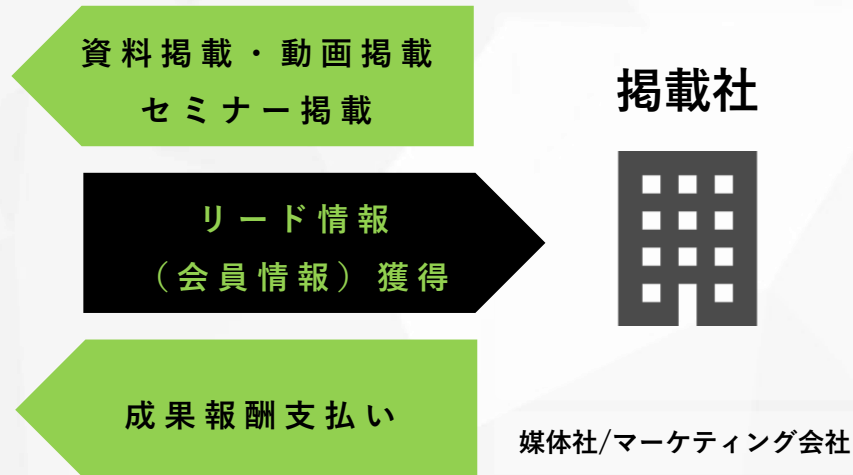 資料掲載・動画掲載
セミナー掲載
掲載社
リード情報
（会員情報）獲得
成果報酬支払い
媒体社/マーケティング会社